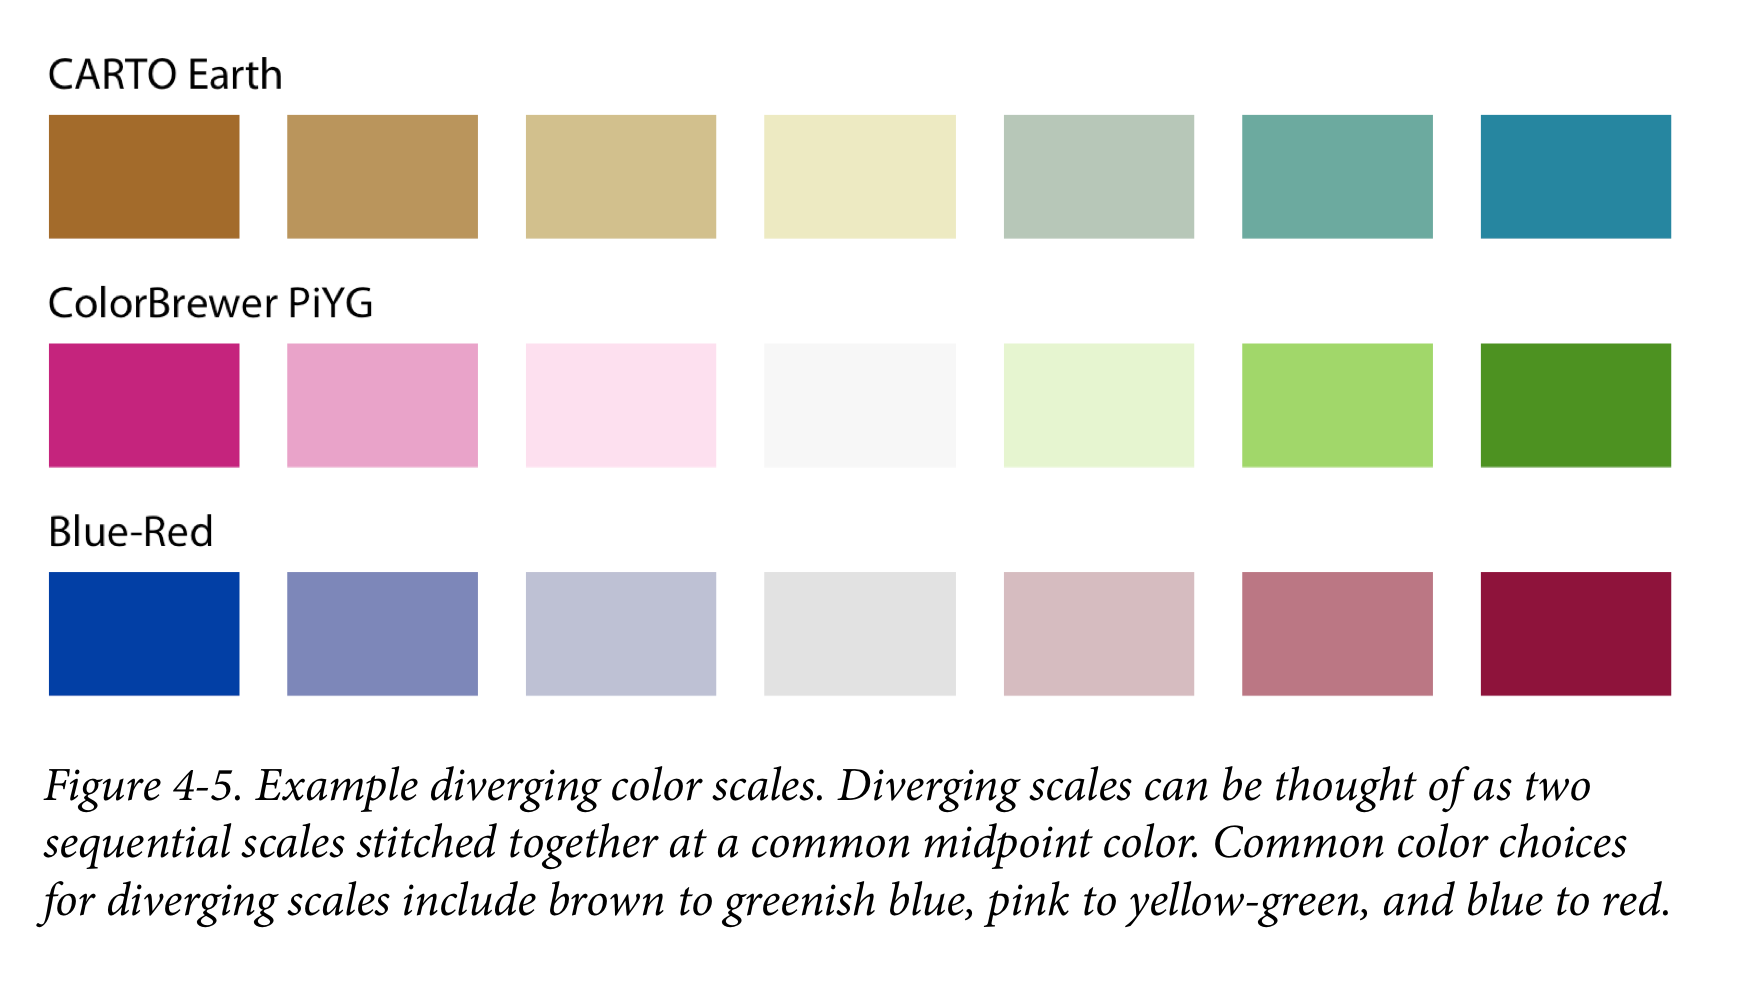 CARTO Earth
ColorBrewer PiYG
Blue-Red
Figure 4-5. Example diverging color scales. Diverging scales can be thought of as two
sequential scales stitched together at a common midpoint color. Common color choices
for diverging scales include brown to greenish blue, pink to yellow-green, and blue to red.